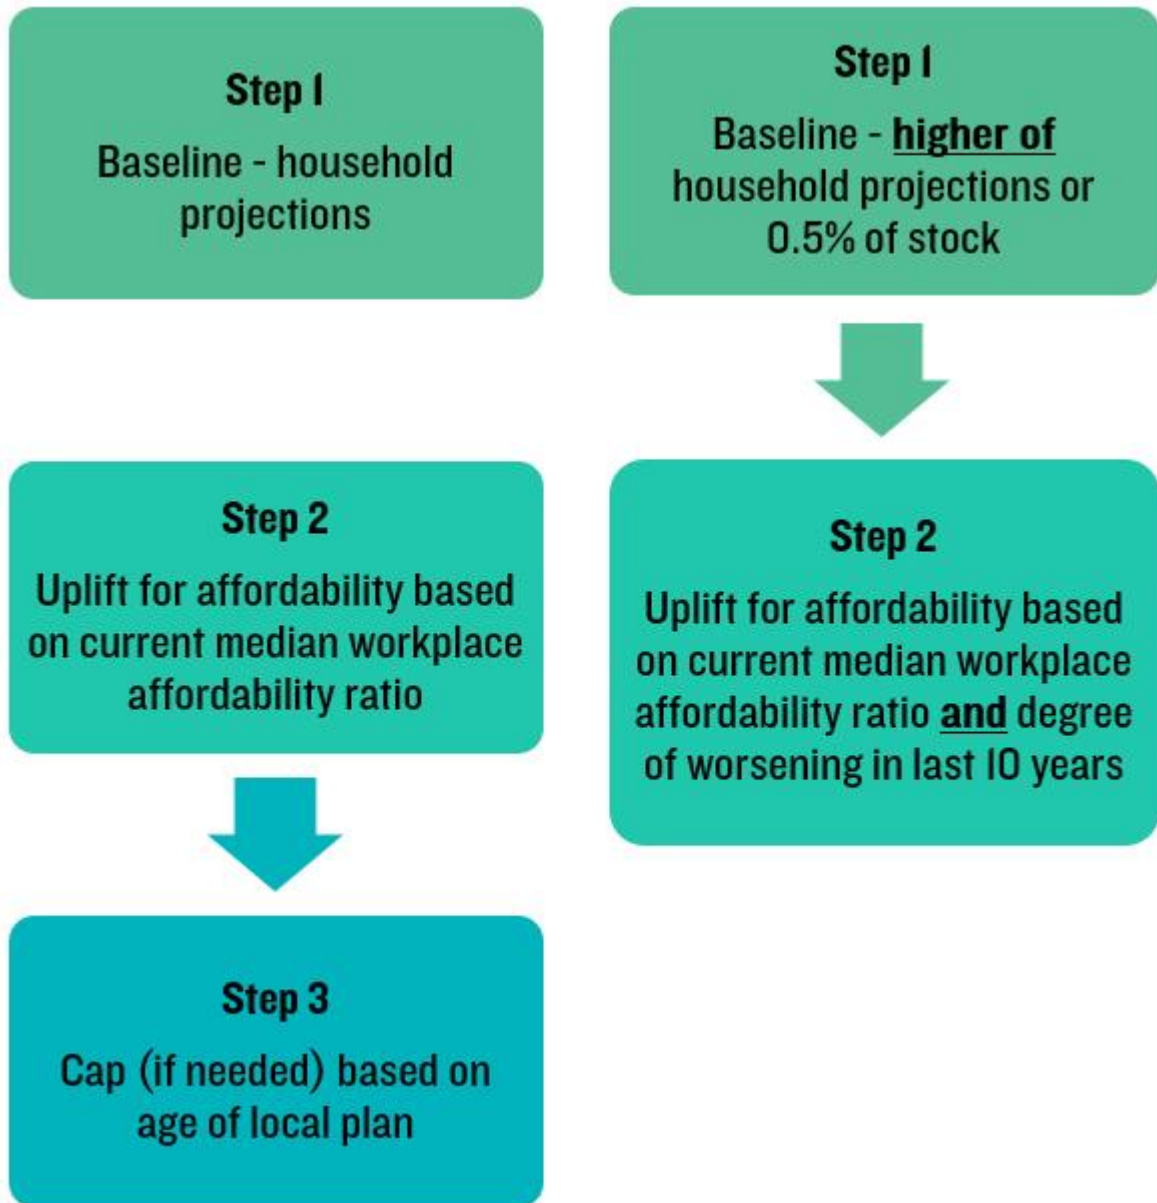 Step 1
Baseline - household
projections
Step 2
Uplift for affordability based
on current median workplace
affordability ratio
Step 3
Cap (if needed) based on
age of local plan
Step 1
Baseline - higher of
household projections or
0.5% of stock
Step 2
Uplift for affordability based
on current median workplace
affordability ratio and degree
of worsening in last 10 years